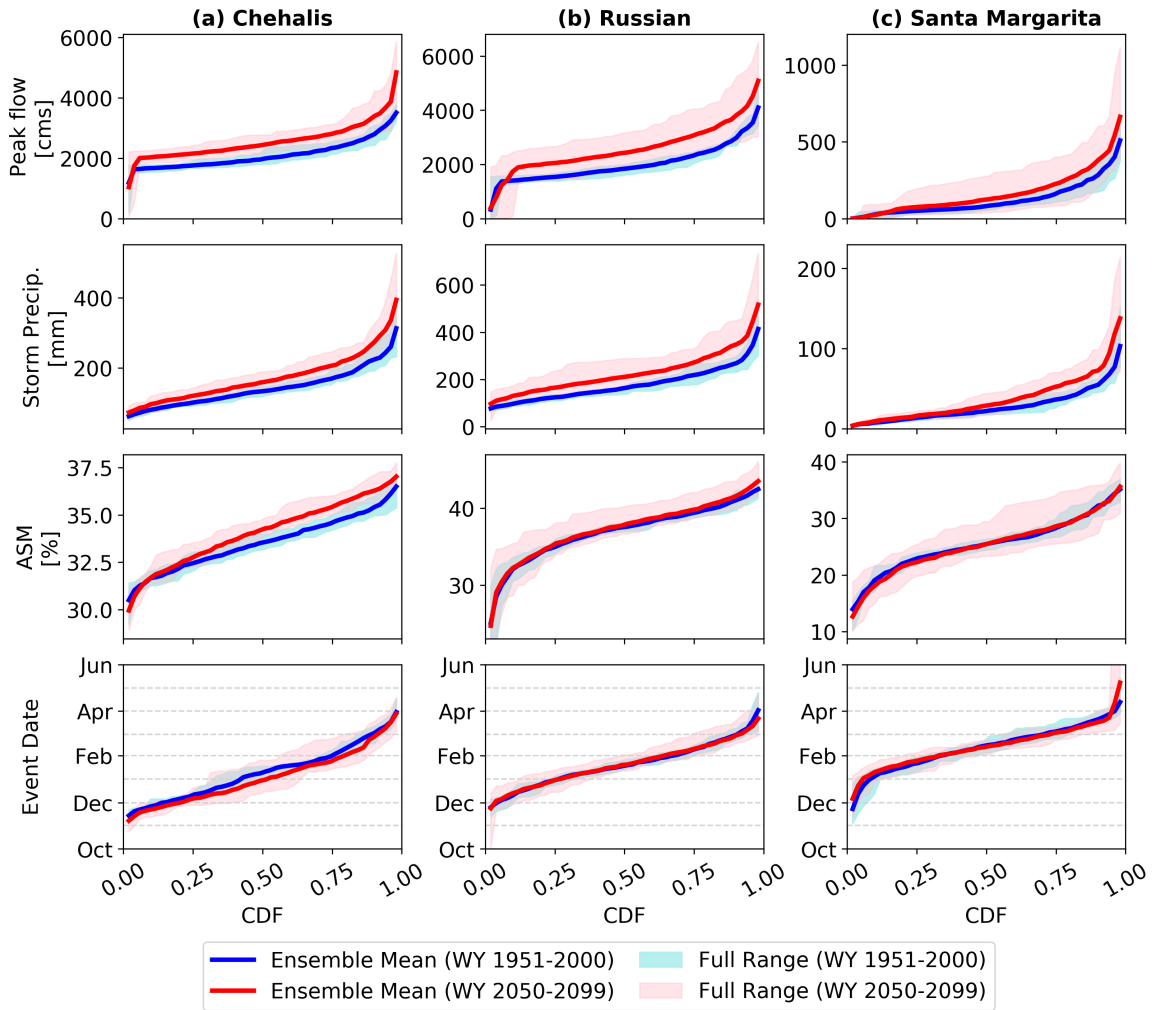 (a) Chehalis
(b) Russian
(c) Santa Margarita
Peak flow
[cms]
6000
4000
2000
0
6000
4000
2000
0
1000
500
0
Storm Precip.
[mm]
400
200
600
400
200
0
200
100
0
ASM
[%]
37.5
35.0
32.5
30.0
40
30
40
30
20
10
Event Date
Jun
Apr
Feb
Dec
Oct
Jun
Apr
Feb
Dec
Oct
Jun
Apr
Feb
Dec
Oct
0.00 0.25 0.50 0.75 1.00
0.00 0.25 0.50 0.75 1.00
0.00 0.25 0.50 0.75 1.00
CDF
CDF
CDF
Ensemble Mean (WY 1951-2000)
Full Range (WY 1951-2000)
Ensemble Mean (WY 2050-2099)
Full Range (WY 2050-2099)